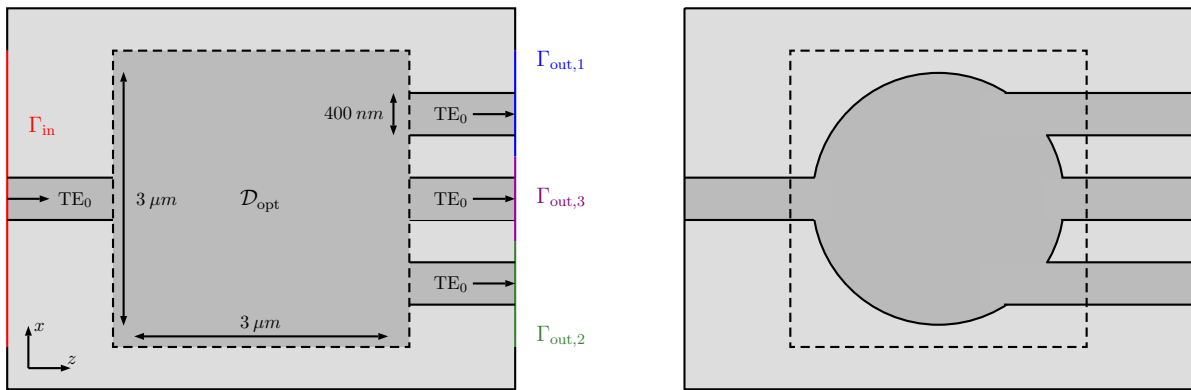 Γout,1
400 nm
TE0
Γin
TE0
3 μm
𝒟opt
TE0
Γout,3
TE0
3 μm
x
z
Γout,2